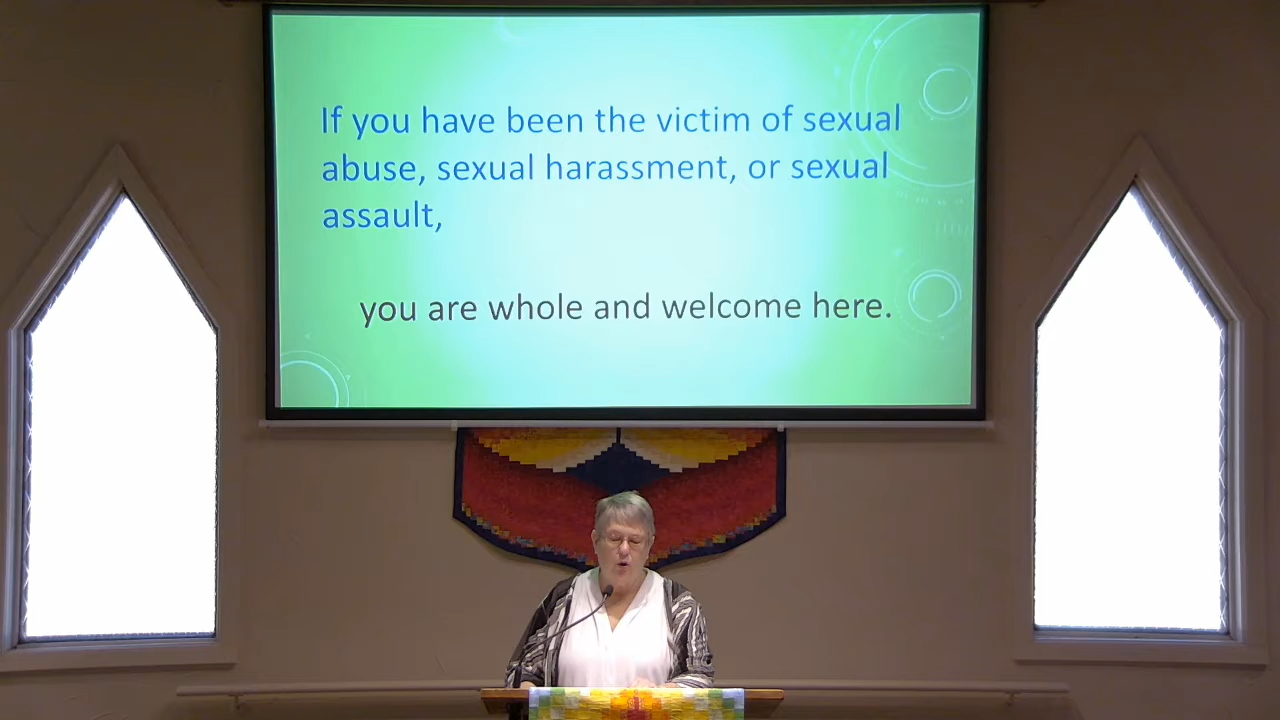 If you have been the victim of sexual
abuse, sexual harassment, or sexual
assault,
you are whole and welcome here.